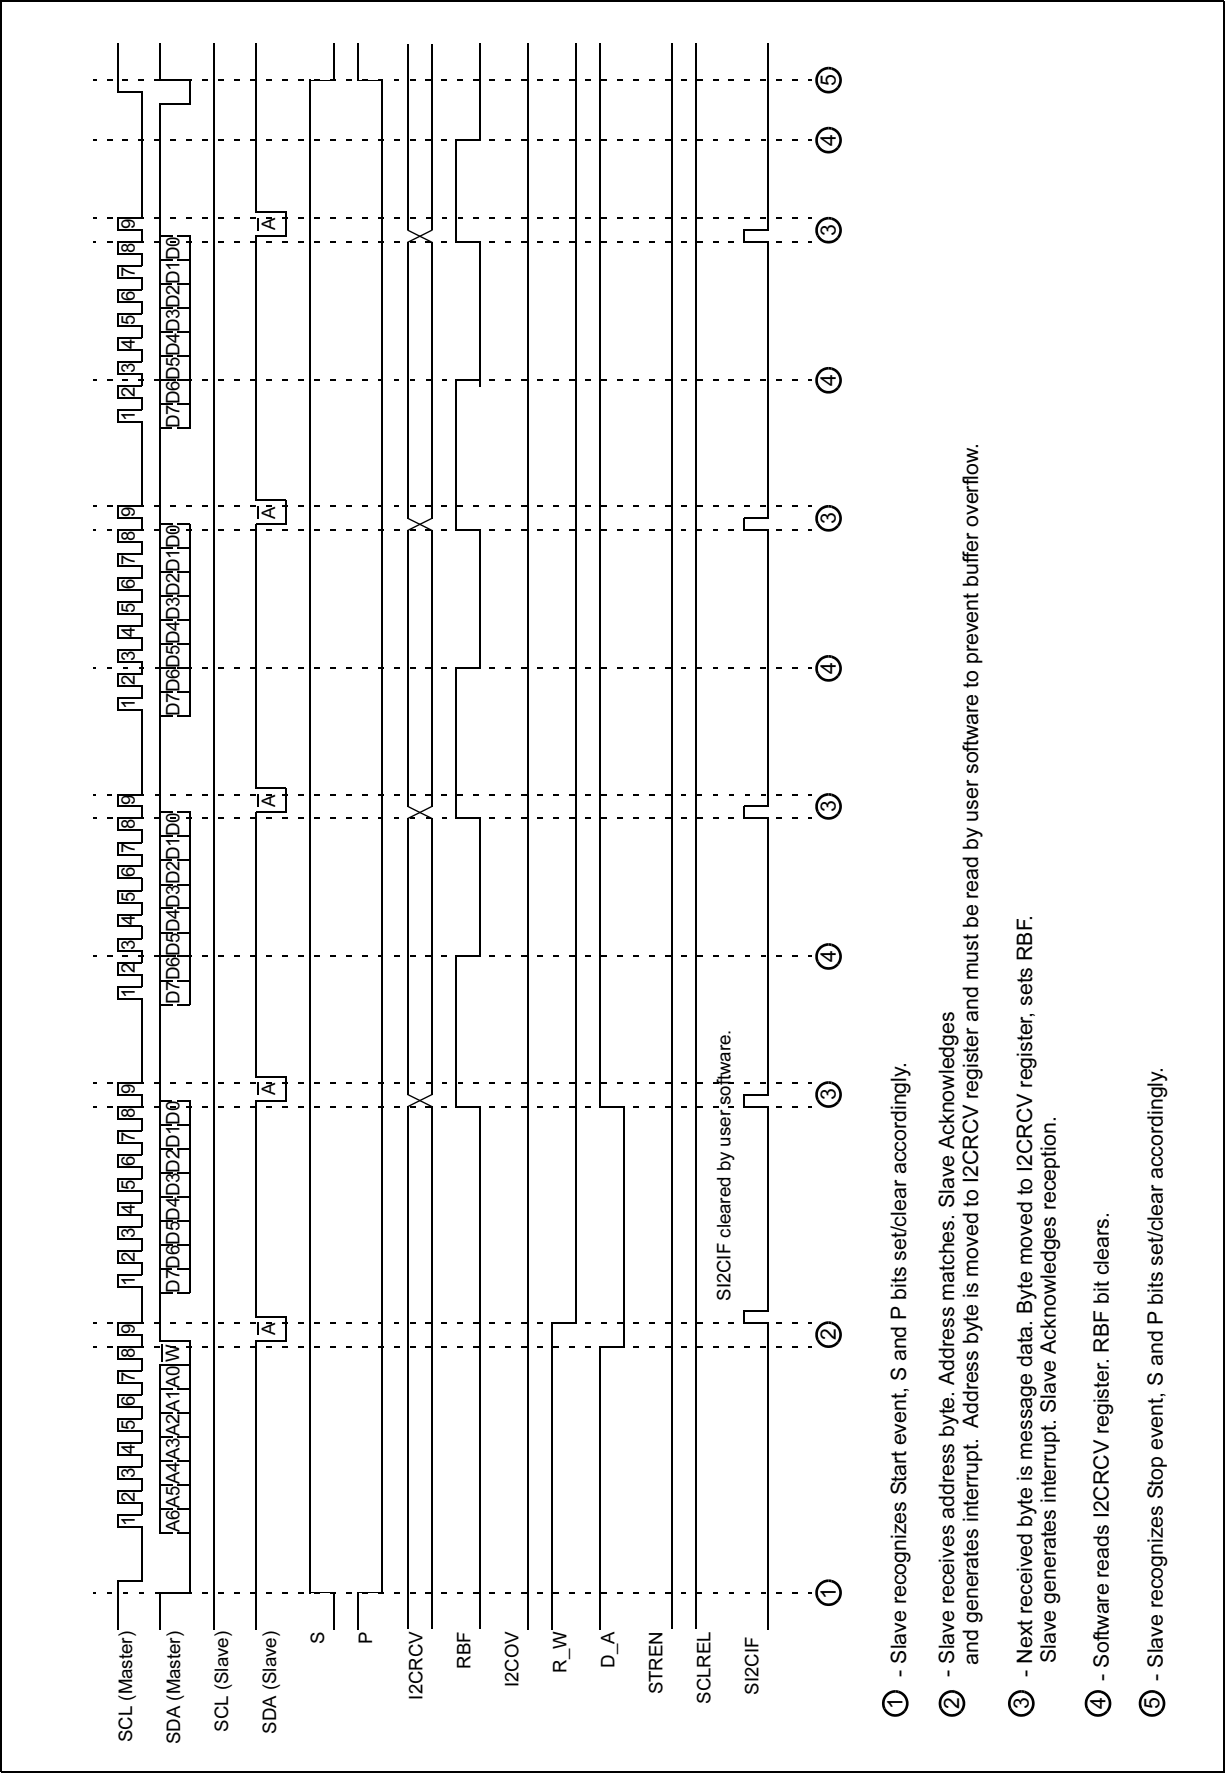 SCL (Master)
1 2 3 4 5 6 7 8 9 1 2 3 4 5 6 7 8 9 1 2 3 4 5 6 7 8 9 1 2 3 4 5 6 7 8 9 1 2 3 4 5 6 7 8 9
SDA (Master)
A6 A5 A4 A3 A2 A1 A0 W D7 D6 D5 D4 D3 D2 D1 D0 D7 D6 D5 D4 D3 D2 D1 D0 D7 D6 D5 D4 D3 D2 D1 D0 D7 D6 D5 D4 D3 D2 D1 D0
SCL (Slave)
SDA (Slave)
A A A A A
S
P
I2CRCV
RBF
I2COV
R_W
D_A
STREN
SCLREL
SI2CIF cleared by user software.
SI2CIF
1 2 3 4 3 4 3 4 3 4 5
1 - Slave recognizes Start event, S and P bits set/clear accordingly.
2 - Slave receives address byte. Address matches. Slave Acknowledges
and generates interrupt. Address byte is moved to I2CRCV register and must be read by user software to prevent buffer overflow.
3 - Next received byte is message data. Byte moved to I2CRCV register, sets RBF.
Slave generates interrupt. Slave Acknowledges reception.
4 - Software reads I2CRCV register. RBF bit clears.
5 - Slave recognizes Stop event, S and P bits set/clear accordingly.